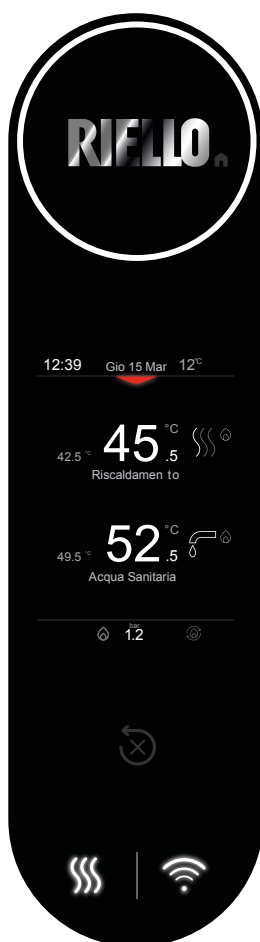 RIELLO
12:39 Gio 15 Mar 12°C
42.5 °C 45.5 °C
Riscaldamen to
49.5 °C 52.5 °C
Acqua Sanitaria
bar
1.2